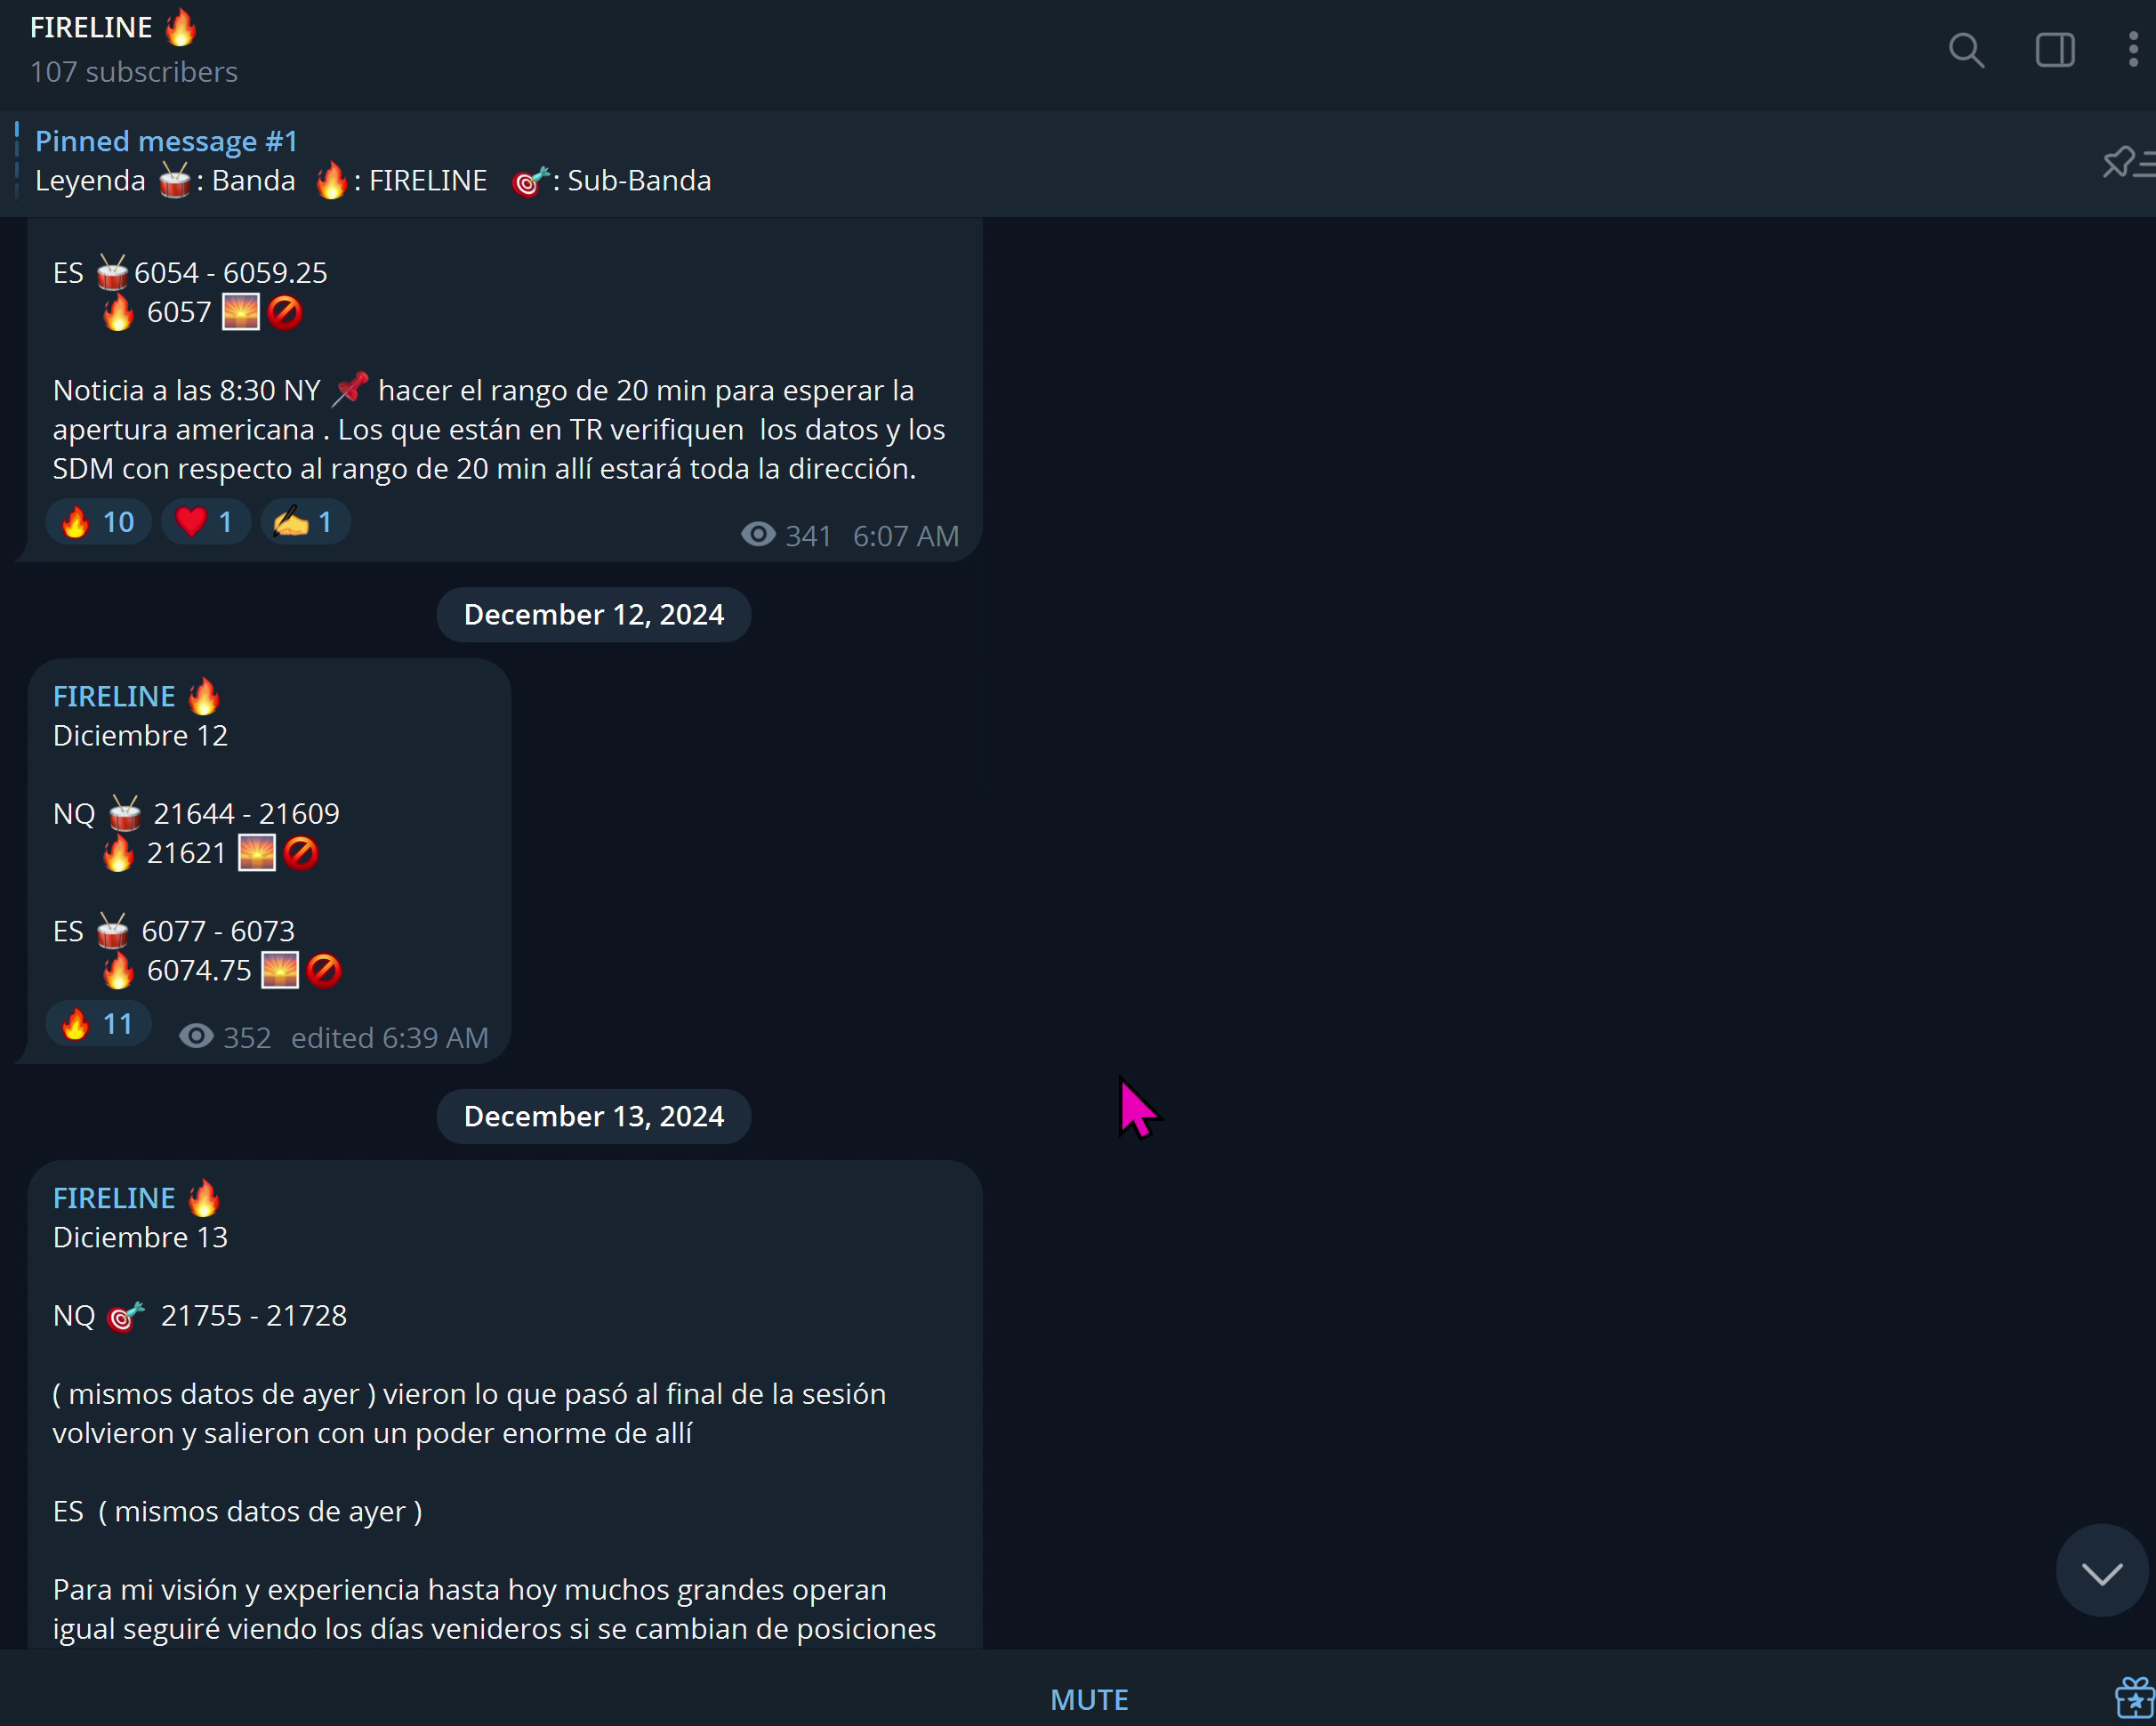 FIRELINE 🔥
107 subscribers
Pinned message #1
Leyenda 🥁: Banda 🔥: FIRELINE 🎯: Sub-Banda
ES 🥁6054 - 6059.25
🔥 6057 🌅🚫
Noticia a las 8:30 NY 📌 hacer el rango de 20 min para esperar la
apertura americana . Los que están en TR verifiquen los datos y los
SDM con respecto al rango de 20 min allí estará toda la dirección.
🔥 10 ❤️ 1 ✍️ 1
341 6:07 AM
December 12, 2024
FIRELINE 🔥
Diciembre 12
NQ 🥁 21644 - 21609
🔥 21621 🌅🚫
ES 🥁 6077 - 6073
🔥 6074.75 🌅🚫
🔥 11 352 edited 6:39 AM
December 13, 2024
FIRELINE 🔥
Diciembre 13
NQ 🎯 21755 - 21728
( mismos datos de ayer ) vieron lo que pasó al final de la sesión
volvieron y salieron con un poder enorme de allí
ES ( mismos datos de ayer )
Para mi visión y experiencia hasta hoy muchos grandes operan
igual seguiré viendo los días venideros si se cambian de posiciones
MUTE